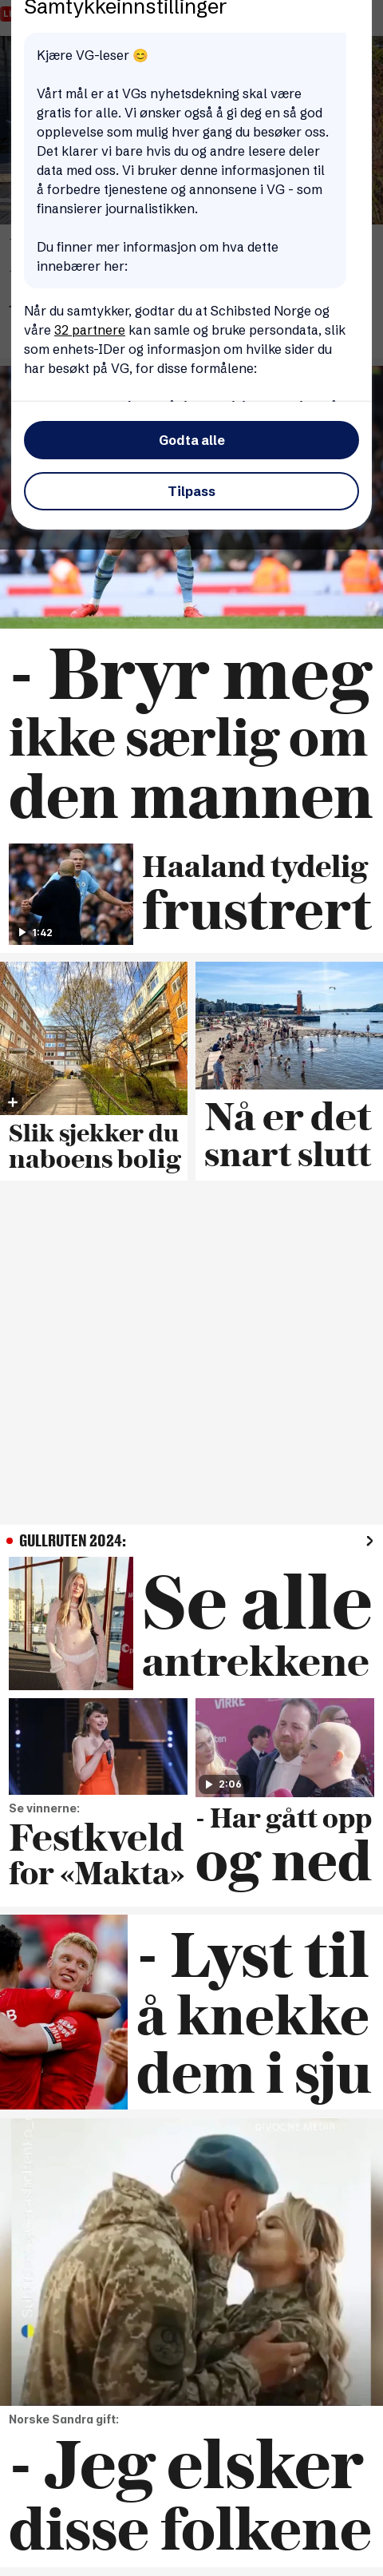 Samtykkeinnstillinger
Kjære VG-leser 😊
Vårt mål er at VGs nyhetsdekning skal være
gratis for alle. Vi ønsker også å gi deg en så god
opplevelse som mulig hver gang du besøker oss.
Det klarer vi bare hvis du og andre lesere deler
data med oss. Vi bruker denne informasjonen til
å forbedre tjenestene og annonsene i VG - som
finansierer journalistikken.
Du finner mer informasjon om hva dette
innebærer her:
Når du samtykker, godtar du at Schibsted Norge og
våre 32 partnere kan samle og bruke persondata, slik
som enhets-IDer og informasjon om hvilke sider du
har besøkt på VG, for disse formålene:
Godta alle
Tilpass
- Bryr meg
ikke særlig om
den mannen
1:42
Haaland tydelig
frustrert
Slik sjekker du
naboens bolig
Nå er det
snart slutt
GULLRUTEN 2024:
Se alle
antrekkene
Se vinnerne:
Festkveld
for «Makta»
VIRKE
2:06
- Har gått opp
og ned
- Lyst til
å knekke
dem i sju
Norske Sandra gift:
- Jeg elsker
disse folkene